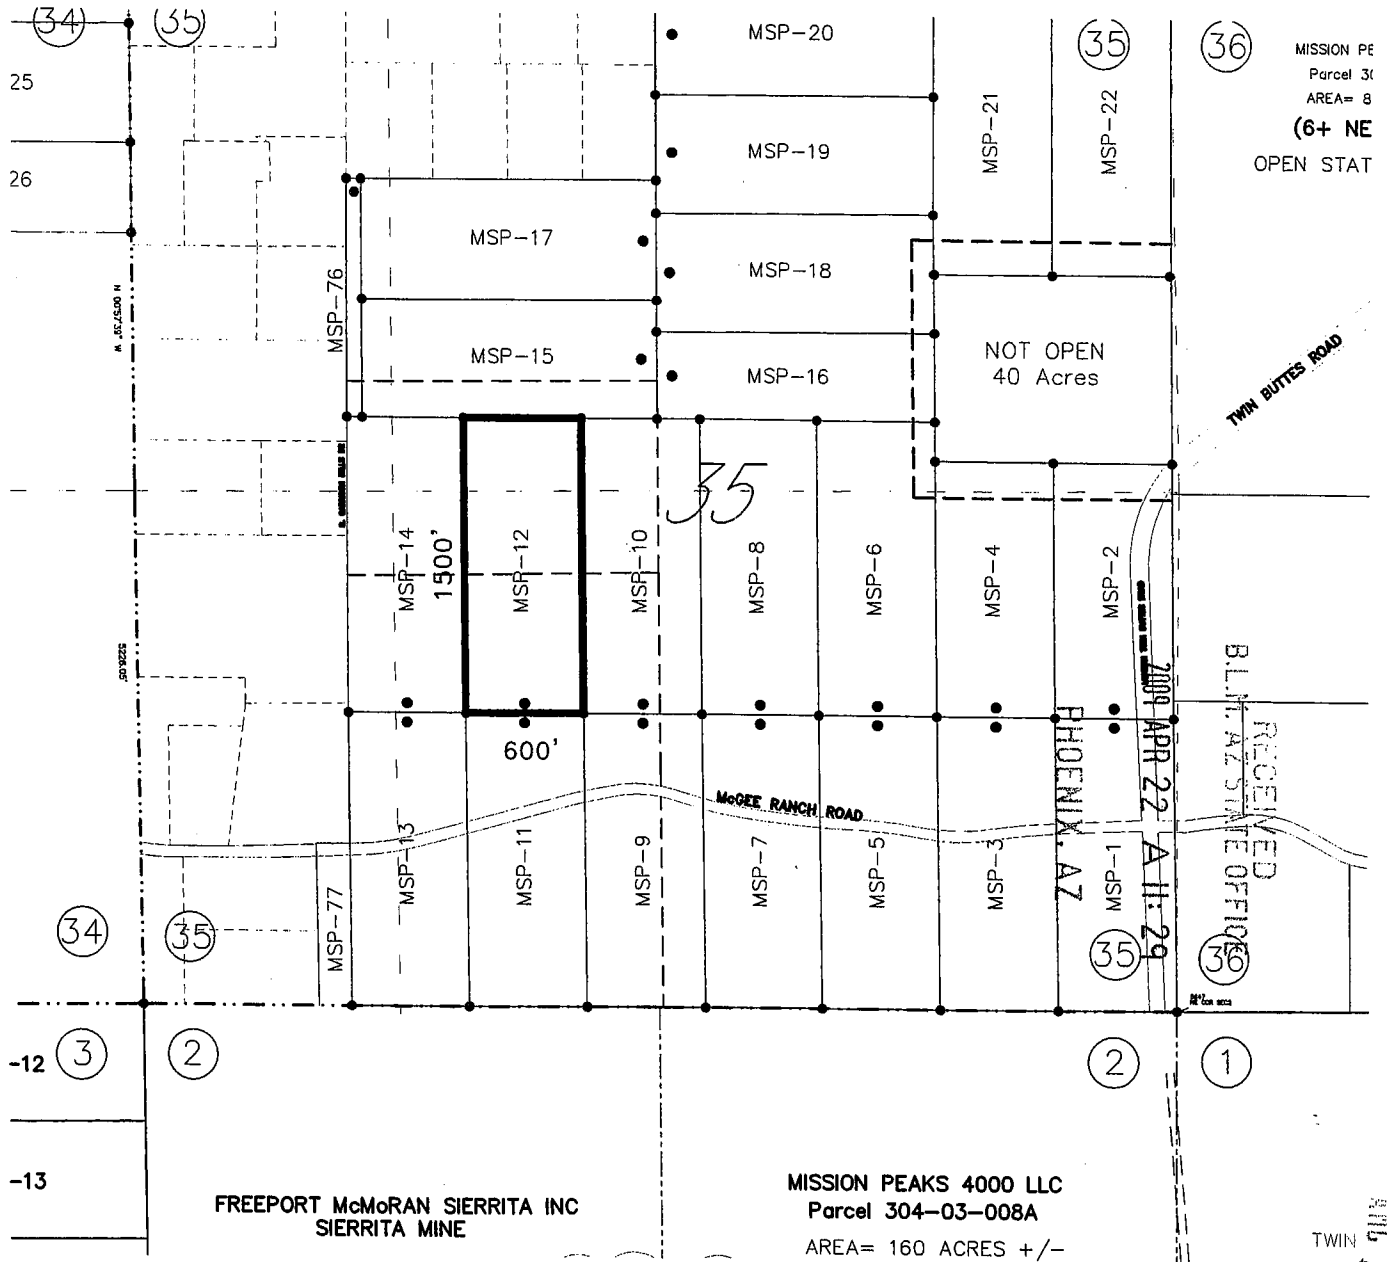 34
35
MSP-20
35
36
MISSION PE
Parcel 30
AREA= 8
(6+ NE
OPEN STAT
25
26
MSP-21
MSP-22
MSP-19
MSP-17
MSP-18
MSP-76
N 00°57'39" W
MSP-15
MSP-16
NOT OPEN
40 Acres
TWIN BUTTES ROAD
35
MSP-14
1500'
MSP-12
MSP-10
MSP-8
MSP-6
MSP-4
MSP-2
5226.05'
600'
McGEE RANCH ROAD
RECEIVED
B.L.M. AZ STATE OFFICE
2009 APR 22 A 11: 29
PHOENIX, AZ
MSP-77
MSP-13
MSP-11
MSP-9
MSP-7
MSP-5
MSP-3
MSP-1
34
35
35
36
3
2
2
1
-12
-13
FREEPORT McMoRAN SIERRITA INC
SIERRITA MINE
MISSION PEAKS 4000 LLC
Parcel 304-03-008A
AREA= 160 ACRES +/-
TWIN